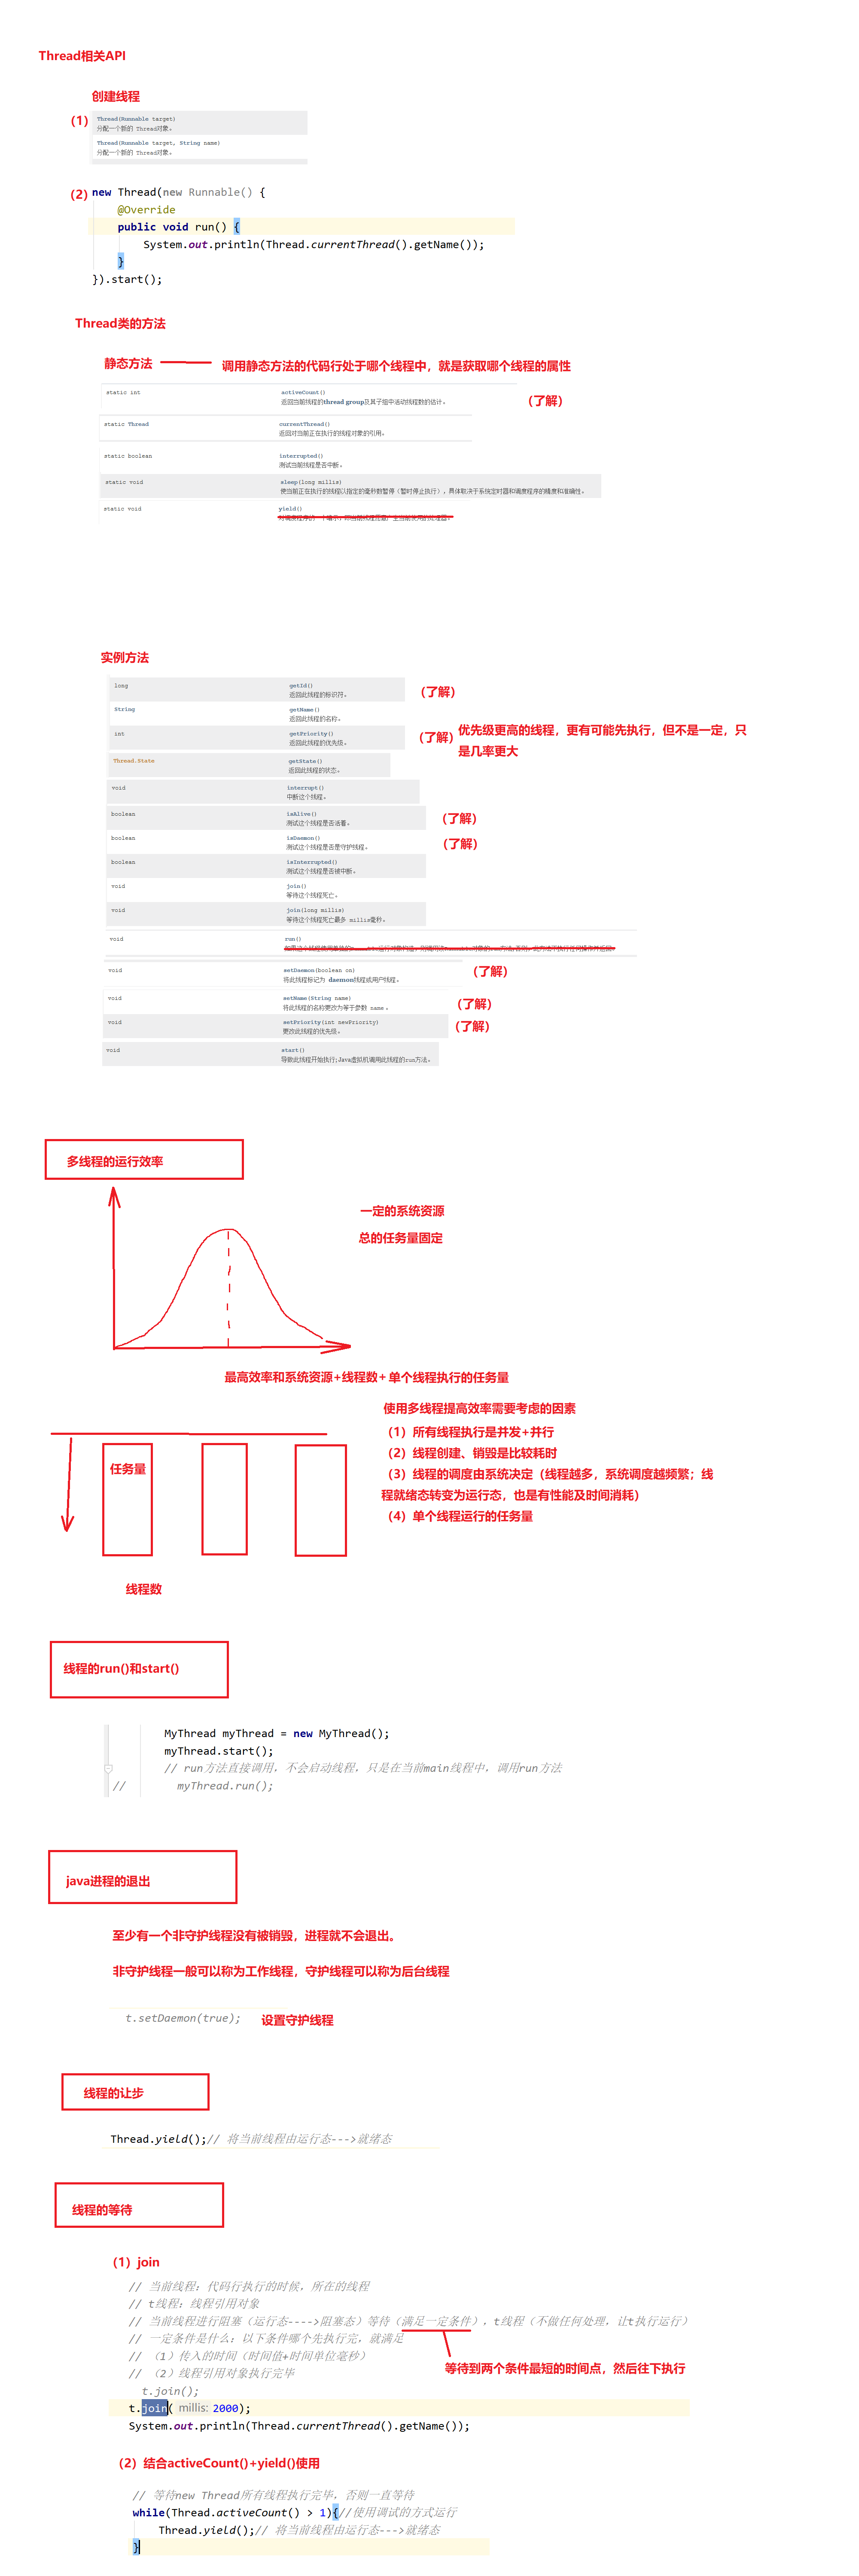 Thread相关API
创建线程
(1)
Thread(Runnable target)
分配一个新的 Thread对象。
Thread(Runnable target, String name)
分配一个新的 Thread对象。
(2)
new Thread(new Runnable() {
@Override
public void run() {
System.out.println(Thread.currentThread().getName());
}
}).start();
Thread类的方法
静态方法
调用静态方法的代码行处于哪个线程中，就是获取哪个线程的属性
static int activeCount()
返回当前线程的thread group及其子组中活动线程数的估计。
（了解）
static Thread currentThread()
返回对当前正在执行的线程对象的引用。
static boolean interrupted()
测试当前线程是否中断。
static void sleep(long millis)
使当前正在执行的线程以指定的毫秒数暂停（暂时停止执行），具体取决于系统定时器和调度程序的精度和准确性。
static void yield()
对调度程序的一个暗示，即当前线程愿意产生当前使用的处理器。
实例方法
long getId()
返回此线程的标识符。
（了解）
String getName()
返回此线程的名称。
int getPriority()
返回此线程的优先级。
（了解）
优先级更高的线程，更有可能先执行，但不是一定，只
是几率更大
Thread.State getState()
返回此线程的状态。
void interrupt()
中断这个线程。
boolean isAlive()
测试这个线程是否活着。
（了解）
boolean isDaemon()
测试这个线程是否是守护线程。
（了解）
boolean isInterrupted()
测试这个线程是否被中断。
void join()
等待这个线程死亡。
void join(long millis)
等待这个线程死亡最多 millis毫秒。
void run()
void setDaemon(boolean on)
将此线程标记为 daemon线程或用户线程。
（了解）
void setName(String name)
将此线程的名称更改为等于参数 name 。
（了解）
void setPriority(int newPriority)
更改此线程的优先级。
（了解）
void start()
导致此线程开始执行;Java虚拟机调用此线程的run方法。
多线程的运行效率
一定的系统资源
总的任务量固定
最高效率和系统资源+线程数+单个线程执行的任务量
使用多线程提高效率需要考虑的因素
（1）所有线程执行是并发+并行
（2）线程创建、销毁是比较耗时
（3）线程的调度由系统决定（线程越多，系统调度越频繁；线
程就绪态转变为运行态，也是有性能及时间消耗）
（4）单个线程运行的任务量
任务量
线程数
线程的run()和start()
MyThread myThread = new MyThread();
myThread.start();
// run方法直接调用，不会启动线程，只是在当前main线程中，调用run方法
// myThread.run();
java进程的退出
至少有一个非守护线程没有被销毁，进程就不会退出。
非守护线程一般可以称为工作线程，守护线程可以称为后台线程
t.setDaemon(true);
设置守护线程
线程的让步
Thread.yield();// 将当前线程由运行态--->就绪态
线程的等待
（1）join
// 当前线程：代码行执行的时候，所在的线程
// t线程：线程引用对象
// 当前线程进行阻塞（运行态---->阻塞态）等待（满足一定条件），t线程（不做任何处理，让t执行运行）
// 一定条件是什么：以下条件哪个先执行完，就满足
// （1）传入的时间（时间值+时间单位毫秒）
// （2）线程引用对象执行完毕
等待到两个条件最短的时间点，然后往下执行
t.join();
t.join( millis: 2000);
System.out.println(Thread.currentThread().getName());
（2）结合activeCount()+yield()使用
// 等待new Thread所有线程执行完毕，否则一直等待
while(Thread.activeCount() > 1){//使用调试的方式运行
Thread.yield();// 将当前线程由运行态--->就绪态
}